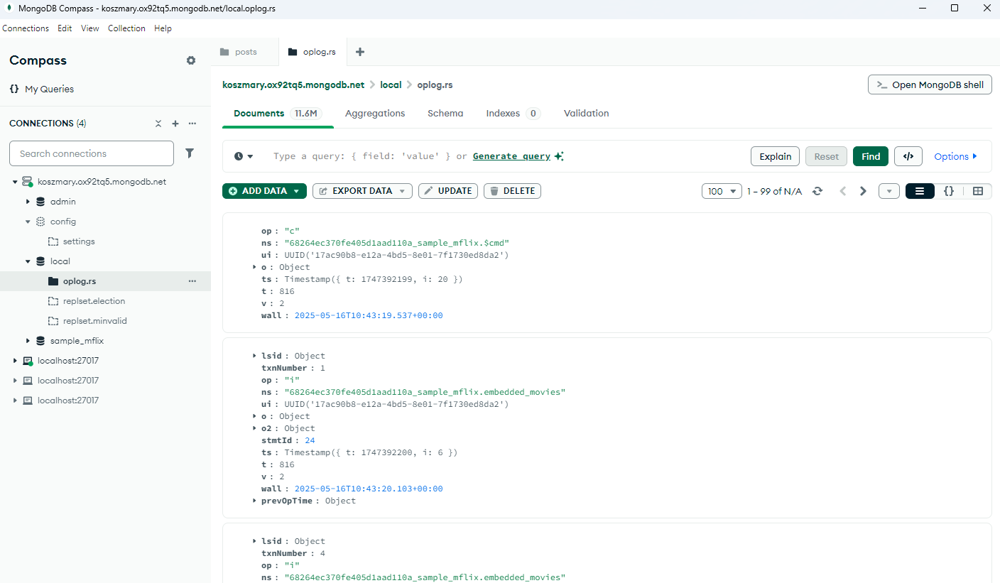 MongoDB Compass - koszmary.ox92tq5.mongodb.net/local.oplog.rs
Connections Edit View Collection Help
Compass
My Queries
CONNECTIONS (4)
Search connections
koszmary.ox92tq5.mongodb.net
admin
config
settings
local
oplog.rs
replset.election
replset.minvalid
sample_mflix
localhost:27017
localhost:27017
localhost:27017
posts
oplog.rs
koszmary.ox92tq5.mongodb.net > local > oplog.rs
>_ Open MongoDB shell
Documents 11.6M Aggregations Schema Indexes 0 Validation
Type a query: { field: 'value' } or Generate query
Explain Reset Find </> Options
ADD DATA EXPORT DATA UPDATE DELETE
100 1 – 99 of N/A {}
op : "c"
ns : "68264ec370fe405d1aad110a_sample_mflix.$cmd"
ui : UUID('17ac90b8-e12a-4bd5-8e01-7f1730ed8da2')
o : Object
ts : Timestamp({ t: 1747392199, i: 20 })
t : 816
v : 2
wall : 2025-05-16T10:43:19.537+00:00
lsid : Object
txnNumber : 1
op : "i"
ns : "68264ec370fe405d1aad110a_sample_mflix.embedded_movies"
ui : UUID('17ac90b8-e12a-4bd5-8e01-7f1730ed8da2')
o : Object
o2 : Object
stmtId : 24
ts : Timestamp({ t: 1747392200, i: 6 })
t : 816
v : 2
wall : 2025-05-16T10:43:20.103+00:00
prevOpTime : Object
lsid : Object
txnNumber : 4
op : "i"
ns : "68264ec370fe405d1aad110a_sample_mflix.embedded_movies"